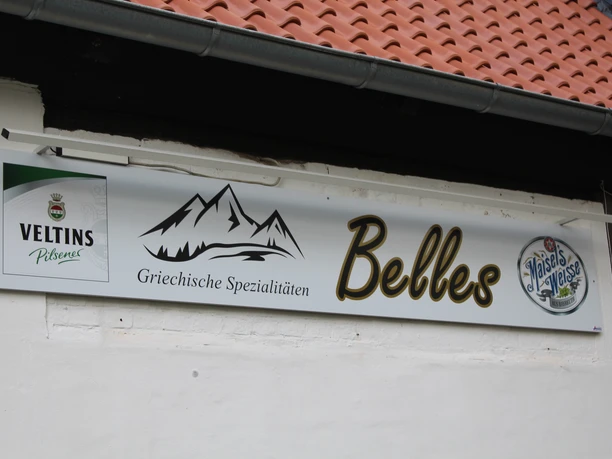 VELTINS
Pilsener
Griechische Spezialitäten
Belles
Maisel's
Weisse